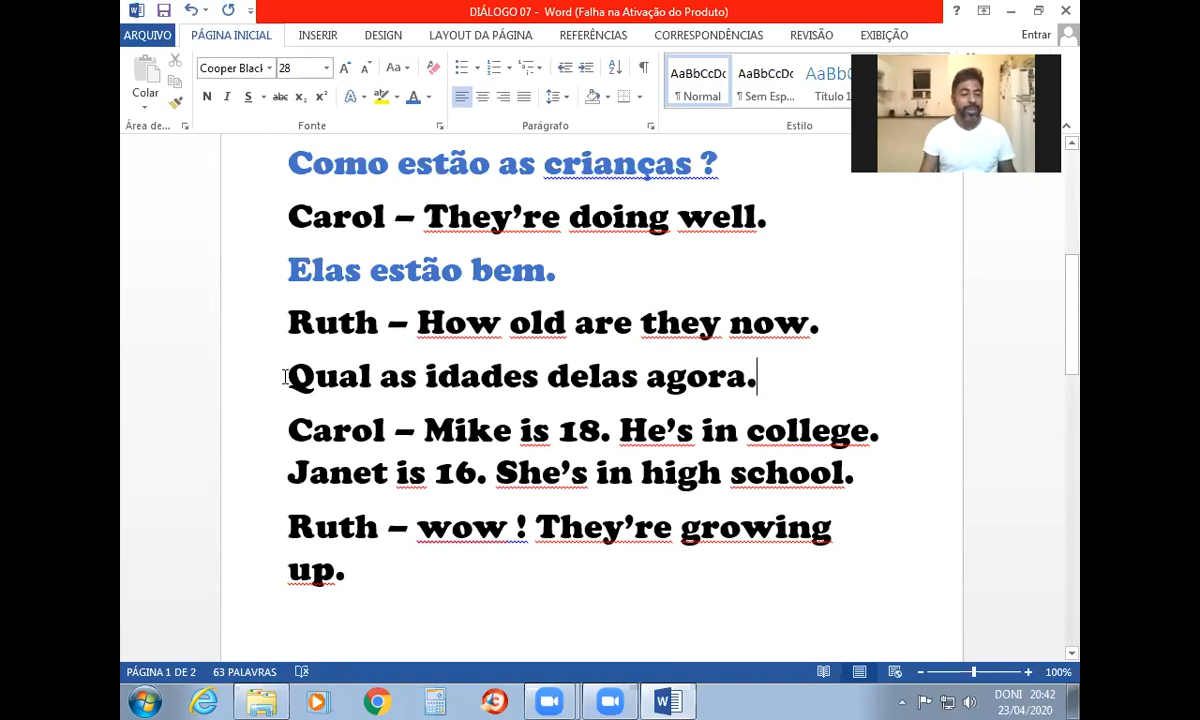 DIÁLOGO 07 - Word (Falha na Ativação do Produto)
ARQUIVO PÁGINA INICIAL INSERIR DESIGN LAYOUT DA PÁGINA REFERÊNCIAS CORRESPONDÊNCIAS REVISÃO EXIBIÇÃO Entrar
Colar
Cooper Black 28
N I S abc x₂ x²
AaBbCcDc AaBbCcDc AaBbC
¶ Normal ¶ Sem Esp... Título 1
Área de... Fonte Parágrafo Estilo
Como estão as crianças ?
Carol – They're doing well.
Elas estão bem.
Ruth – How old are they now.
Qual as idades delas agora.
Carol – Mike is 18. He's in college.
Janet is 16. She's in high school.
Ruth – wow ! They're growing
up.
PÁGINA 1 DE 2 63 PALAVRAS 100%
DONI 20:42
23/04/2020